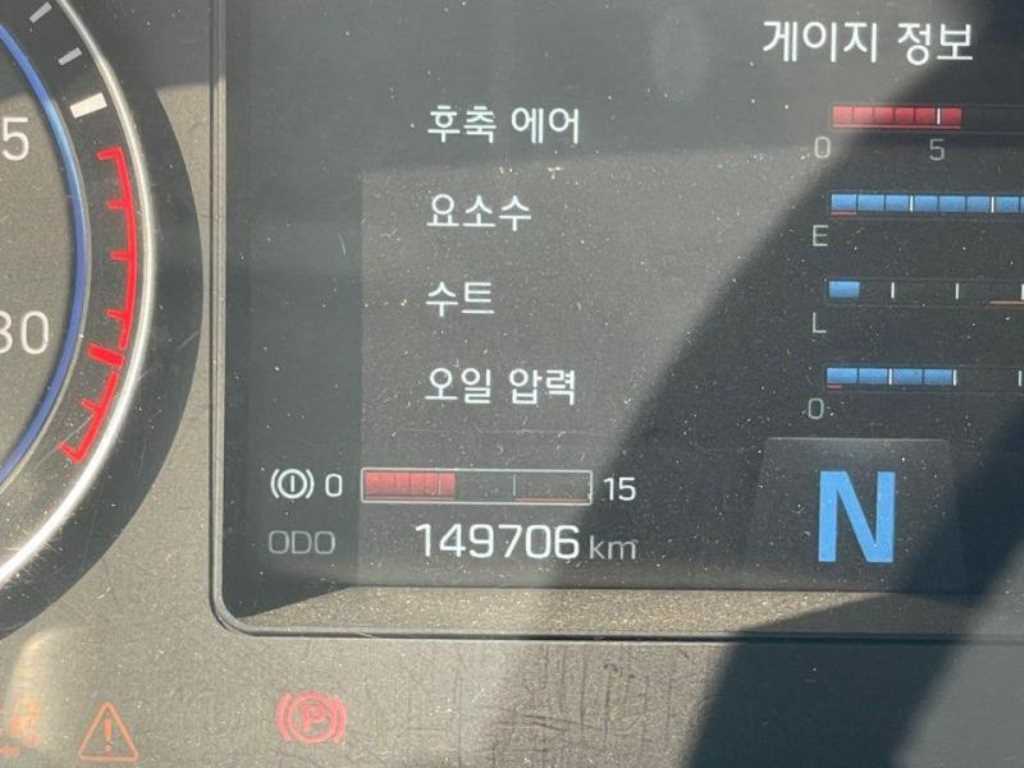 게이지 정보
5
후축 에어
0 5
요소수
E
수트
L
30
오일 압력
0
(①) 0 15
N
ODO 149706 km
(P)